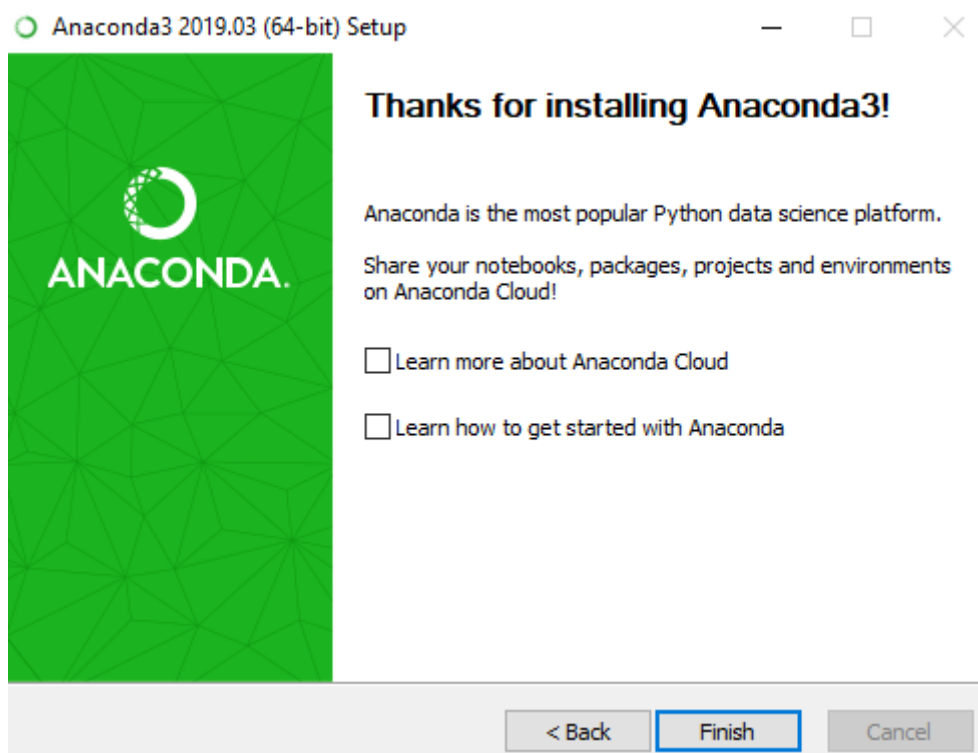 Anaconda3 2019.03 (64-bit) Setup
ANACONDA.
Thanks for installing Anaconda3!
Anaconda is the most popular Python data science platform.
Share your notebooks, packages, projects and environments
on Anaconda Cloud!
Learn more about Anaconda Cloud
Learn how to get started with Anaconda
< Back
Finish
Cancel